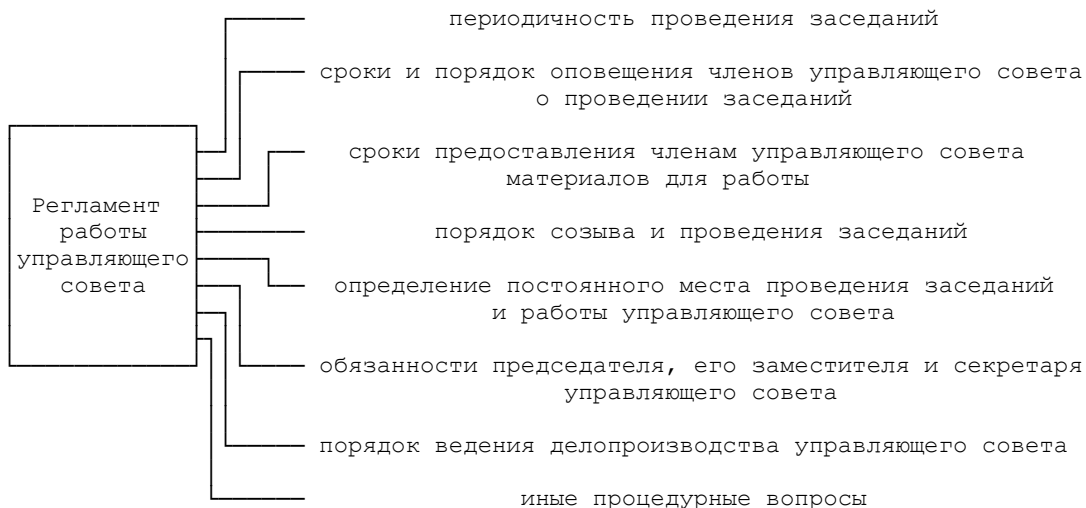 периодичность проведения заседаний
сроки и порядок оповещения членов управляющего совета
о проведении заседаний
сроки предоставления членам управляющего совета
материалов для работы
Регламент
работы
управляющего
совета
порядок созыва и проведения заседаний
определение постоянного места проведения заседаний
и работы управляющего совета
обязанности председателя, его заместителя и секретаря
управляющего совета
порядок ведения делопроизводства управляющего совета
иные процедурные вопросы